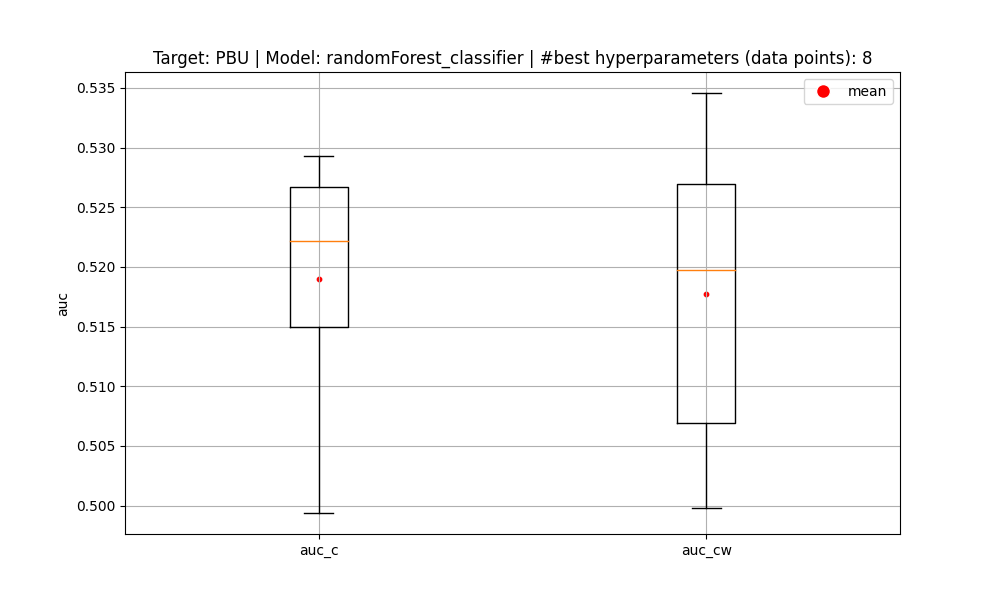 Target: PBU | Model: randomForest_classifier | #best hyperparameters (data points): 8
mean
0.535
0.530
0.525
0.520
0.515
0.510
0.505
0.500
auc
auc_c
auc_cw